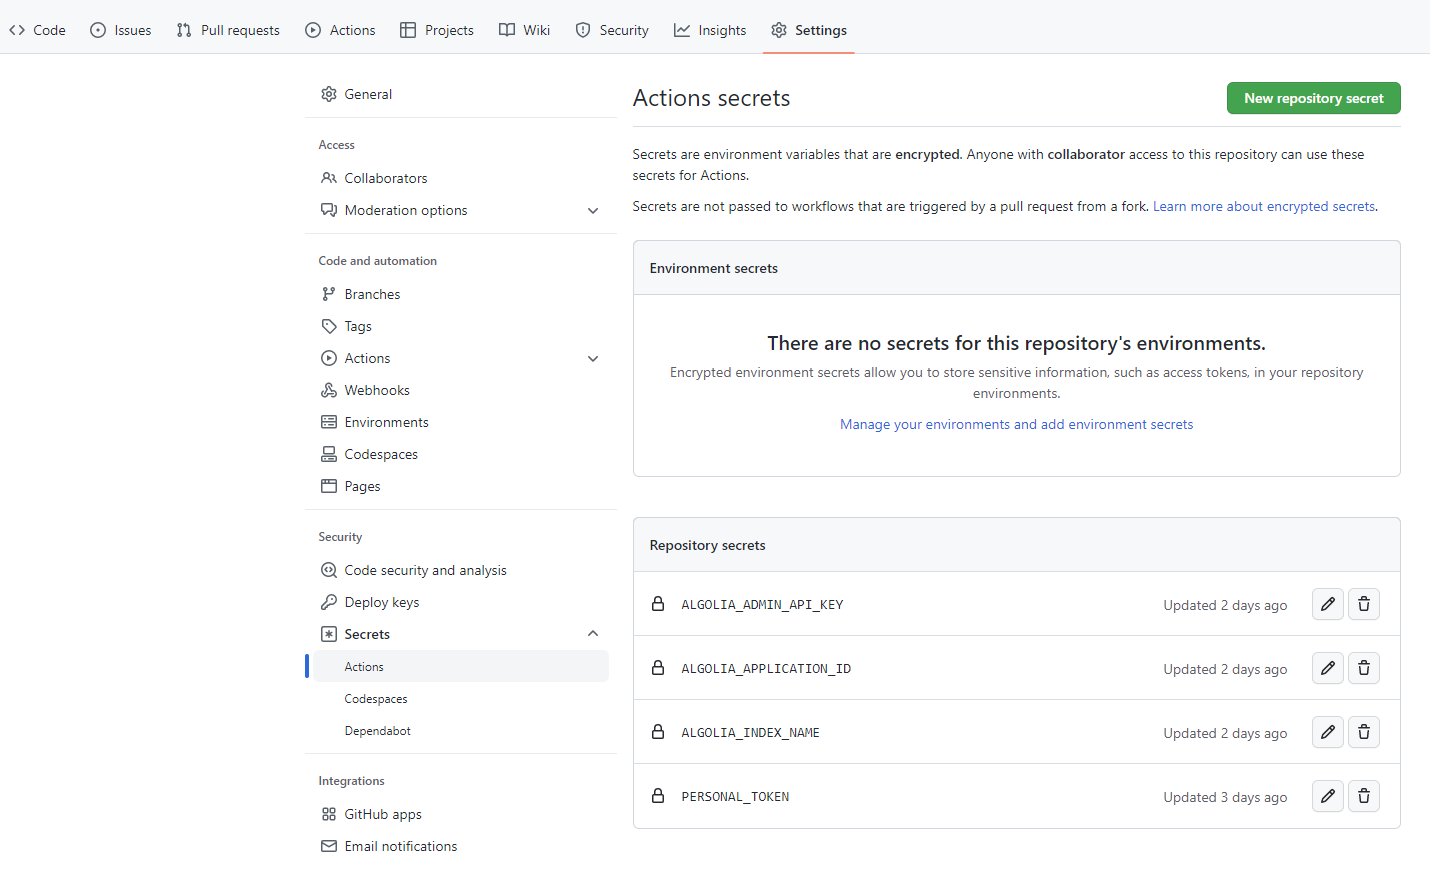 Code Issues Pull requests Actions Projects Wiki Security Insights Settings
General
Access
Collaborators
Moderation options
Code and automation
Branches
Tags
Actions
Webhooks
Environments
Codespaces
Pages
Security
Code security and analysis
Deploy keys
Secrets
Actions
Codespaces
Dependabot
Integrations
GitHub apps
Email notifications
Actions secrets
New repository secret
Secrets are environment variables that are encrypted. Anyone with collaborator access to this repository can use these
secrets for Actions.
Secrets are not passed to workflows that are triggered by a pull request from a fork. Learn more about encrypted secrets.
Environment secrets
There are no secrets for this repository's environments.
Encrypted environment secrets allow you to store sensitive information, such as access tokens, in your repository
environments.
Manage your environments and add environment secrets
Repository secrets
ALGOLIA_ADMIN_API_KEY Updated 2 days ago
ALGOLIA_APPLICATION_ID Updated 2 days ago
ALGOLIA_INDEX_NAME Updated 2 days ago
PERSONAL_TOKEN Updated 3 days ago